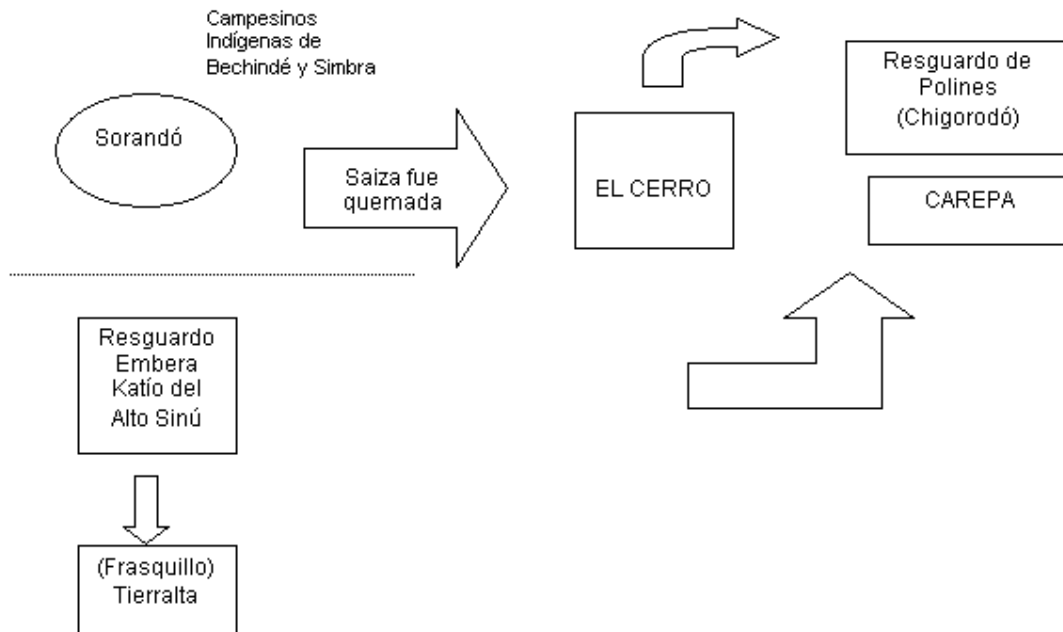 Campesinos
Indígenas de
Bechindé y Simbra
Sorandó
Saiza fue
quemada
EL CERRO
Resguardo de
Polines
(Chigorodó)
CAREPA
Resguardo
Embera
Katío del
Alto Sinú
(Frasquillo)
Tierralta